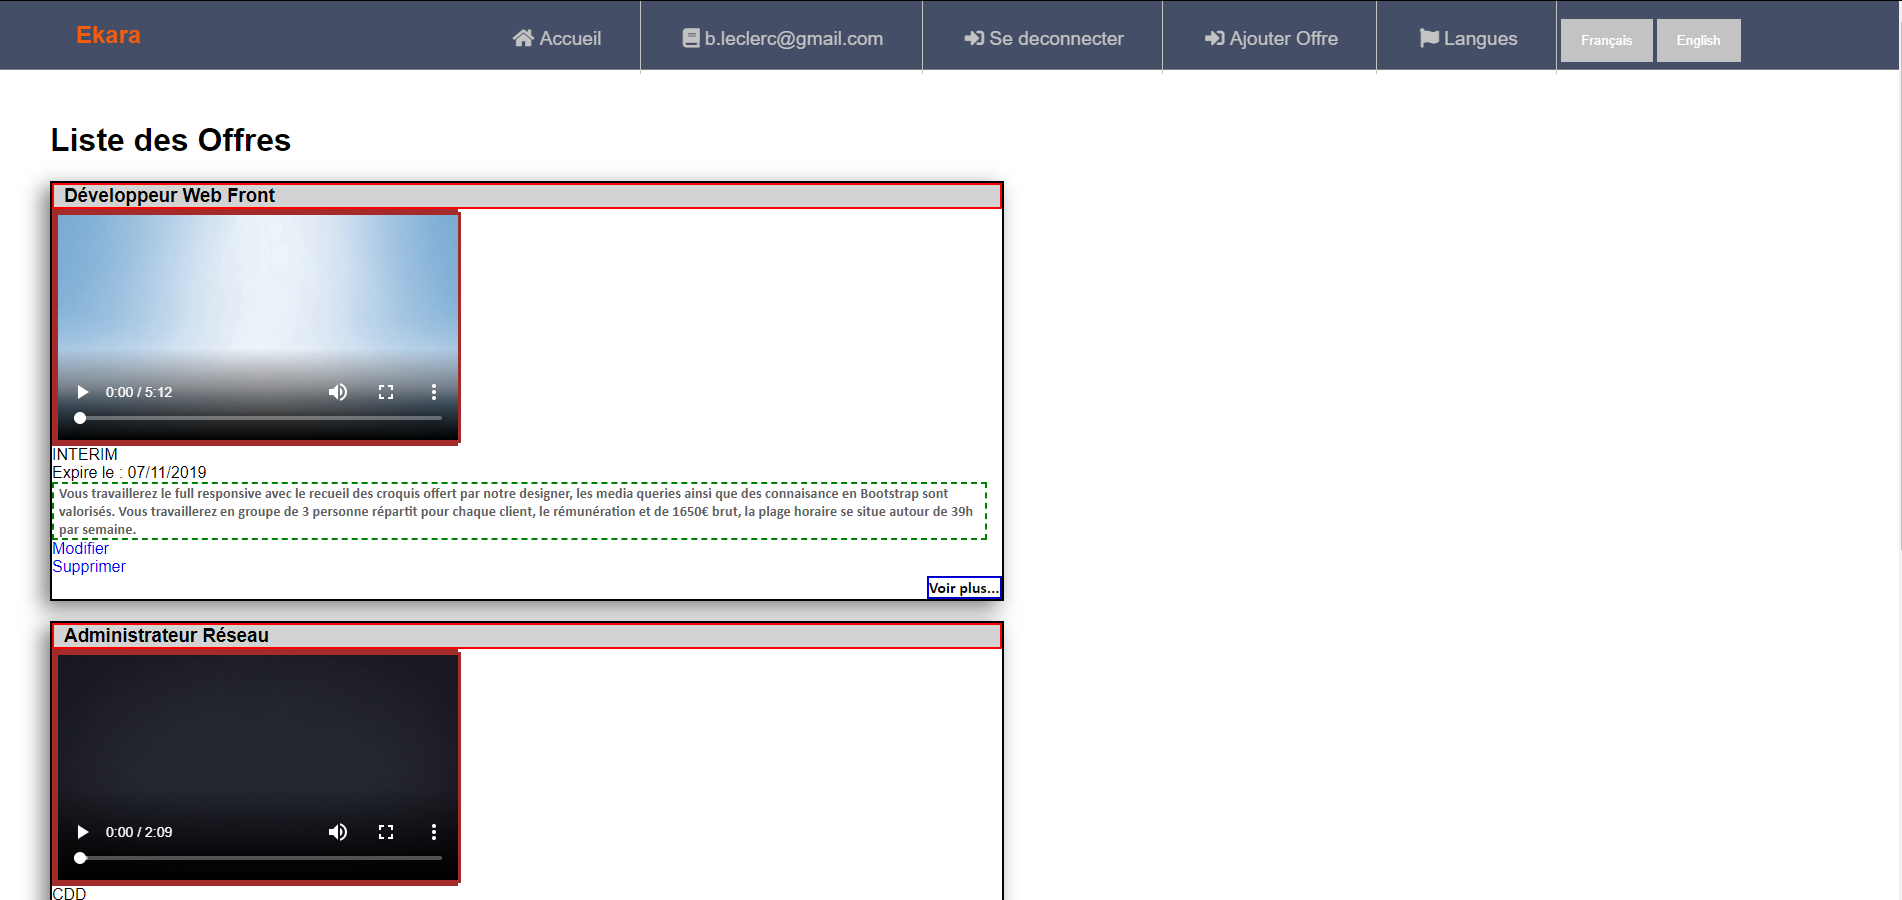 Ekara
Accueil
b.leclerc@gmail.com
Se deconnecter
Ajouter Offre
Langues
Français
English
Liste des Offres
Développeur Web Front
0:00 / 5:12
INTERIM
Expire le : 07/11/2019
Vous travaillerez le full responsive avec le recueil des croquis offert par notre designer, les media queries ainsi que des connaisance en Bootstrap sont
valorisés. Vous travaillerez en groupe de 3 personne répartit pour chaque client, le rémunération et de 1650€ brut, la plage horaire se situe autour de 39h
par semaine.
Modifier
Supprimer
Voir plus...
Administrateur Réseau
0:00 / 2:09
CDD